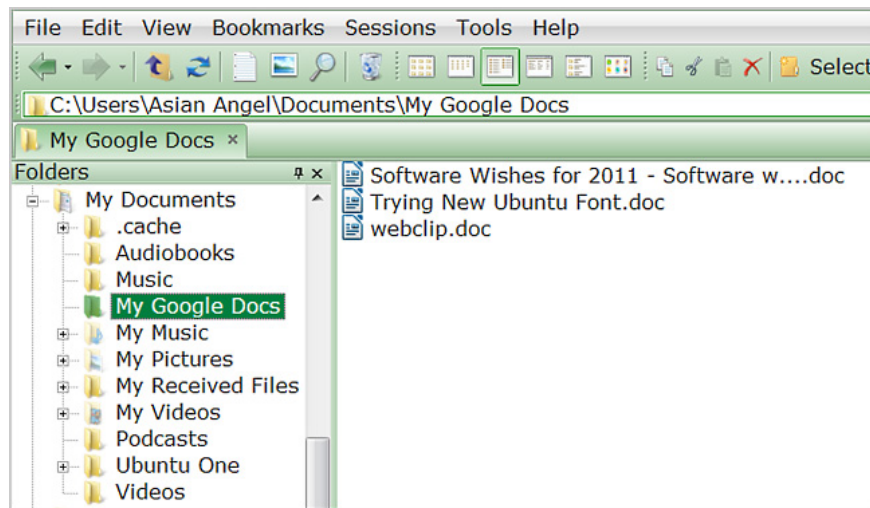 File Edit View Bookmarks Sessions Tools Help
Select
C:\Users\Asian Angel\Documents\My Google Docs
My Google Docs ×
Folders
My Documents
.cache
Audiobooks
Music
My Google Docs
My Music
My Pictures
My Received Files
My Videos
Podcasts
Ubuntu One
Videos
Software Wishes for 2011 - Software w....doc
Trying New Ubuntu Font.doc
webclip.doc